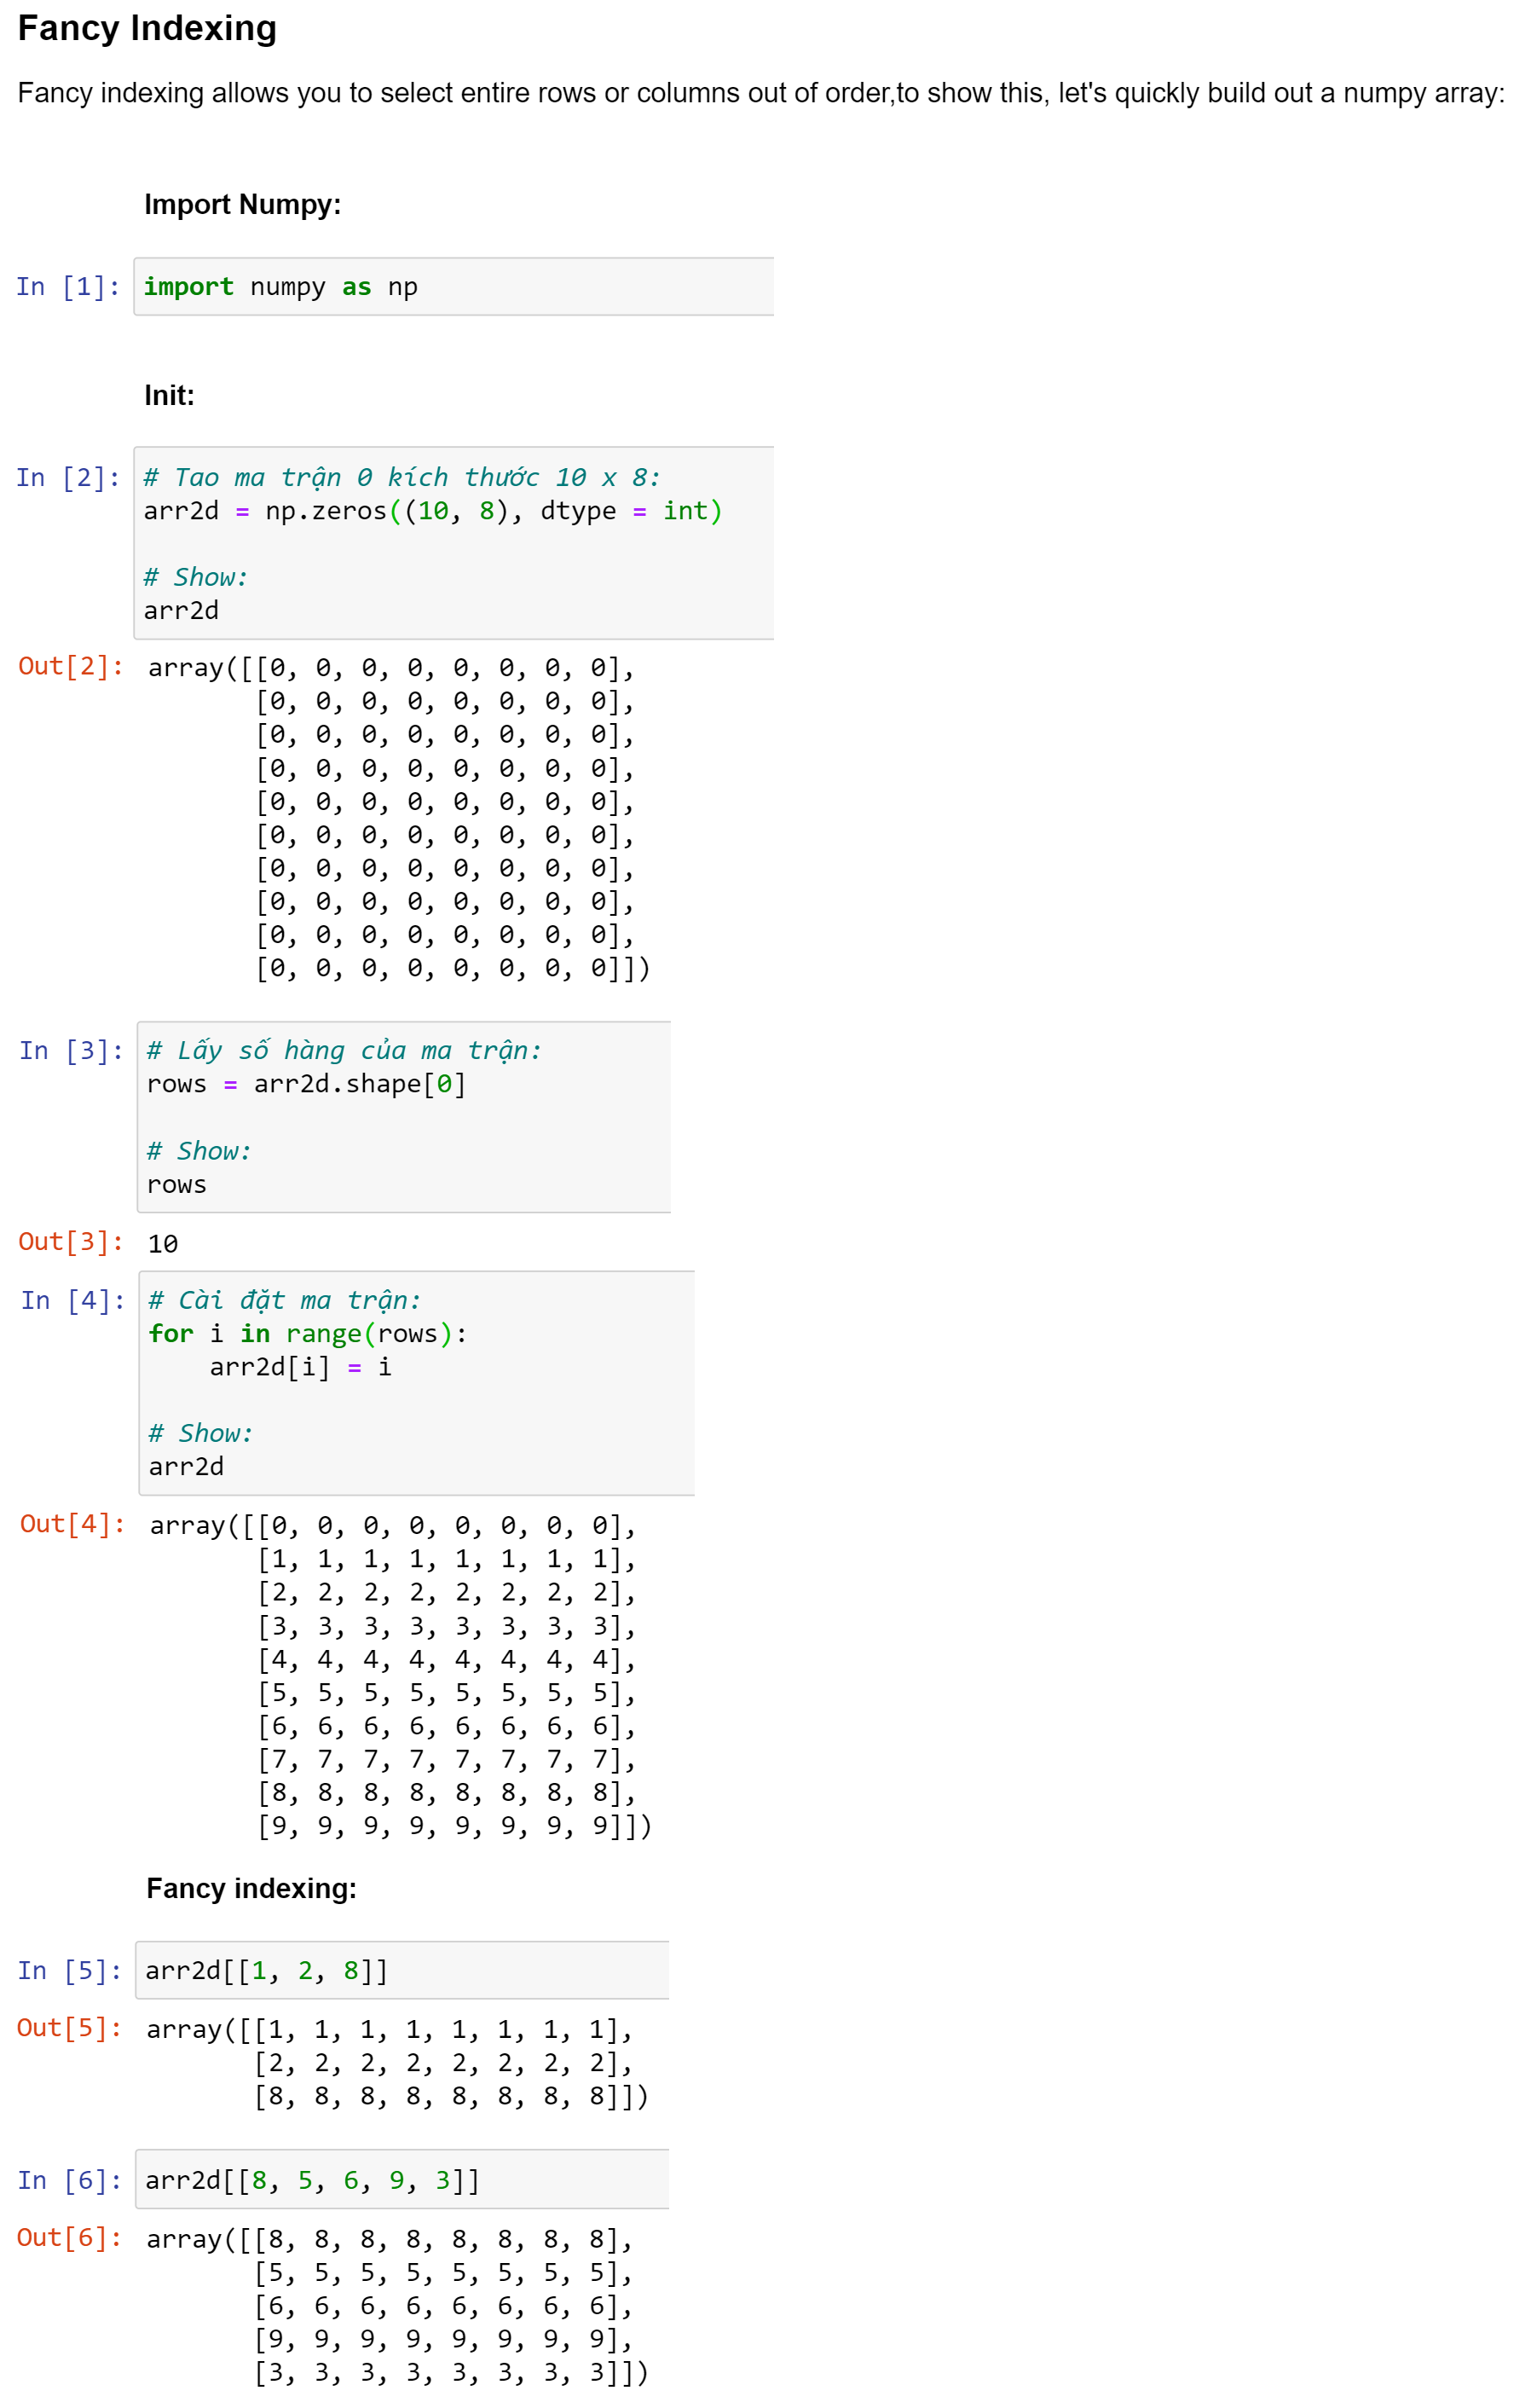 Fancy Indexing
Fancy indexing allows you to select entire rows or columns out of order,to show this, let's quickly build out a numpy array:
Import Numpy:
In [1]: import numpy as np
Init:
In [2]: # Tao ma trận 0 kích thước 10 x 8:
arr2d = np.zeros((10, 8), dtype = int)
# Show:
arr2d
Out[2]: array([[0, 0, 0, 0, 0, 0, 0, 0],
[0, 0, 0, 0, 0, 0, 0, 0],
[0, 0, 0, 0, 0, 0, 0, 0],
[0, 0, 0, 0, 0, 0, 0, 0],
[0, 0, 0, 0, 0, 0, 0, 0],
[0, 0, 0, 0, 0, 0, 0, 0],
[0, 0, 0, 0, 0, 0, 0, 0],
[0, 0, 0, 0, 0, 0, 0, 0],
[0, 0, 0, 0, 0, 0, 0, 0],
[0, 0, 0, 0, 0, 0, 0, 0]])
In [3]: # Lấy số hàng của ma trận:
rows = arr2d.shape[0]
# Show:
rows
Out[3]: 10
In [4]: # Cài đặt ma trận:
for i in range(rows):
    arr2d[i] = i
# Show:
arr2d
Out[4]: array([[0, 0, 0, 0, 0, 0, 0, 0],
[1, 1, 1, 1, 1, 1, 1, 1],
[2, 2, 2, 2, 2, 2, 2, 2],
[3, 3, 3, 3, 3, 3, 3, 3],
[4, 4, 4, 4, 4, 4, 4, 4],
[5, 5, 5, 5, 5, 5, 5, 5],
[6, 6, 6, 6, 6, 6, 6, 6],
[7, 7, 7, 7, 7, 7, 7, 7],
[8, 8, 8, 8, 8, 8, 8, 8],
[9, 9, 9, 9, 9, 9, 9, 9]])
Fancy indexing:
In [5]: arr2d[[1, 2, 8]]
Out[5]: array([[1, 1, 1, 1, 1, 1, 1, 1],
[2, 2, 2, 2, 2, 2, 2, 2],
[8, 8, 8, 8, 8, 8, 8, 8]])
In [6]: arr2d[[8, 5, 6, 9, 3]]
Out[6]: array([[8, 8, 8, 8, 8, 8, 8, 8],
[5, 5, 5, 5, 5, 5, 5, 5],
[6, 6, 6, 6, 6, 6, 6, 6],
[9, 9, 9, 9, 9, 9, 9, 9],
[3, 3, 3, 3, 3, 3, 3, 3]])